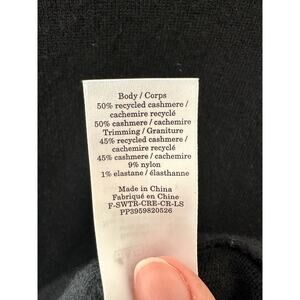 Body / Corps
50% recycled cashmere /
cachemire recyclé
50% cashmere / cachemire
Trimming / Graniture
45% recycled cashmere /
cachemire recyclé
45% cashmere / cachemire
9% nylon
1% elastane / élasthanne
Made in China
Fabriqué en Chine
F-SWTR-CRE-CR-LS
PP3959820526